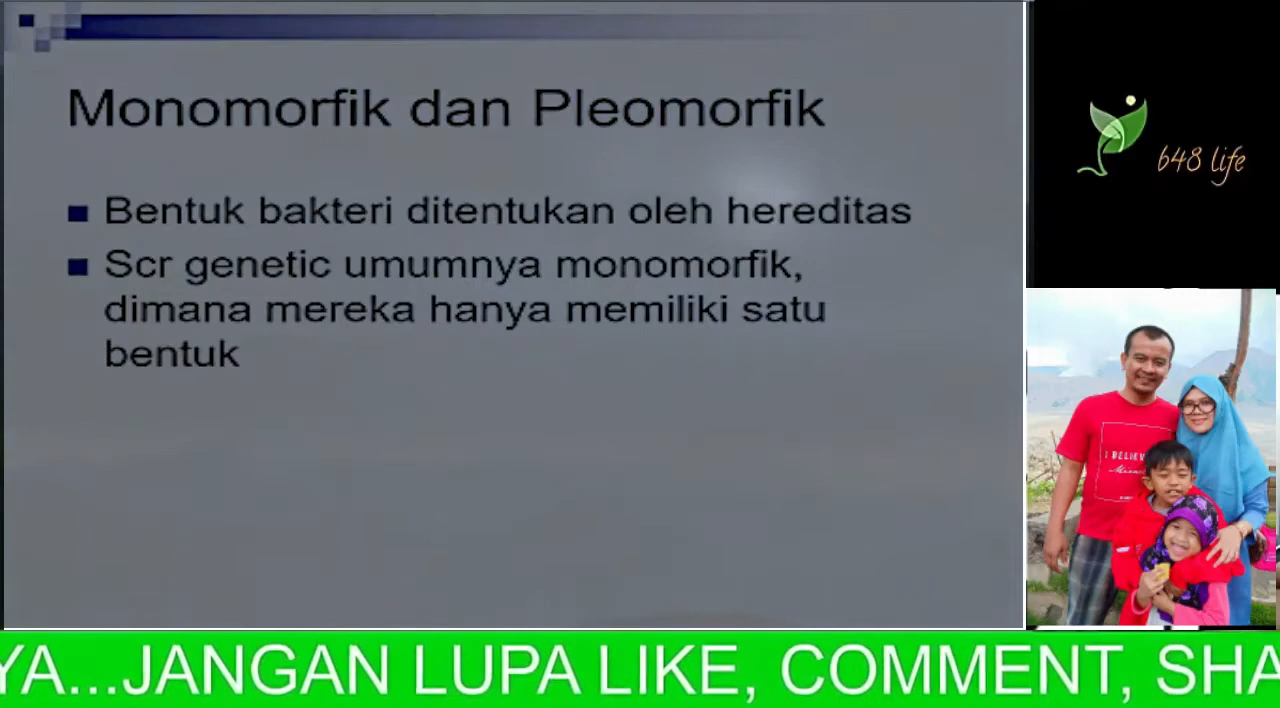 Monomorfik dan Pleomorfik
Bentuk bakteri ditentukan oleh hereditas
Scr genetic umumnya monomorfik,
dimana mereka hanya memiliki satu
bentuk
648 life
I BELIEV
YA...JANGAN LUPA LIKE, COMMENT, SHA